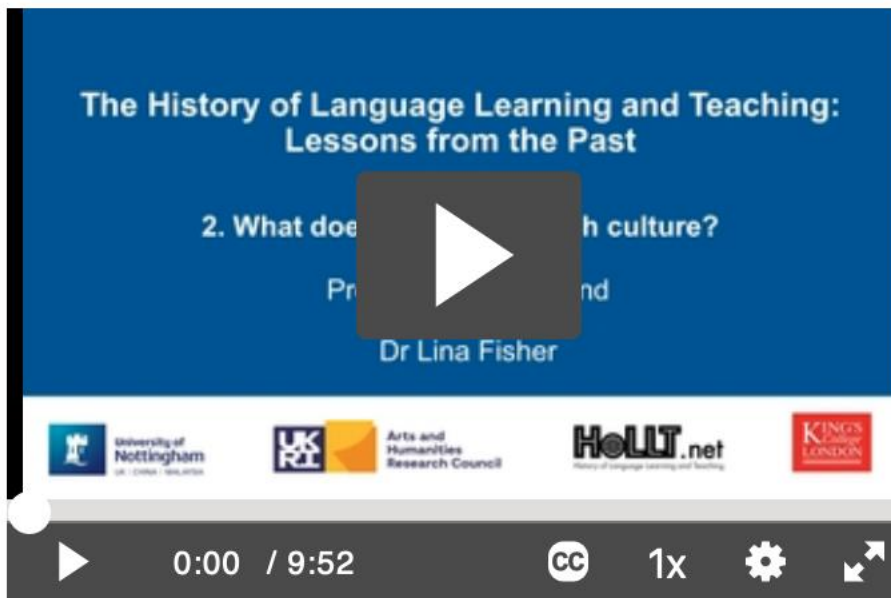 The History of Language Learning and Teaching:
Lessons from the Past
2. What doe h culture?
Pr nd
Dr Lina Fisher
University of
Nottingham
UK | CHINA | MALAYSIA
UK
RI
Arts and
Humanities
Research Council
HoLLT.net
History of Language Learning and Teaching
KING'S
College
LONDON
0:00 / 9:52
CC
1x